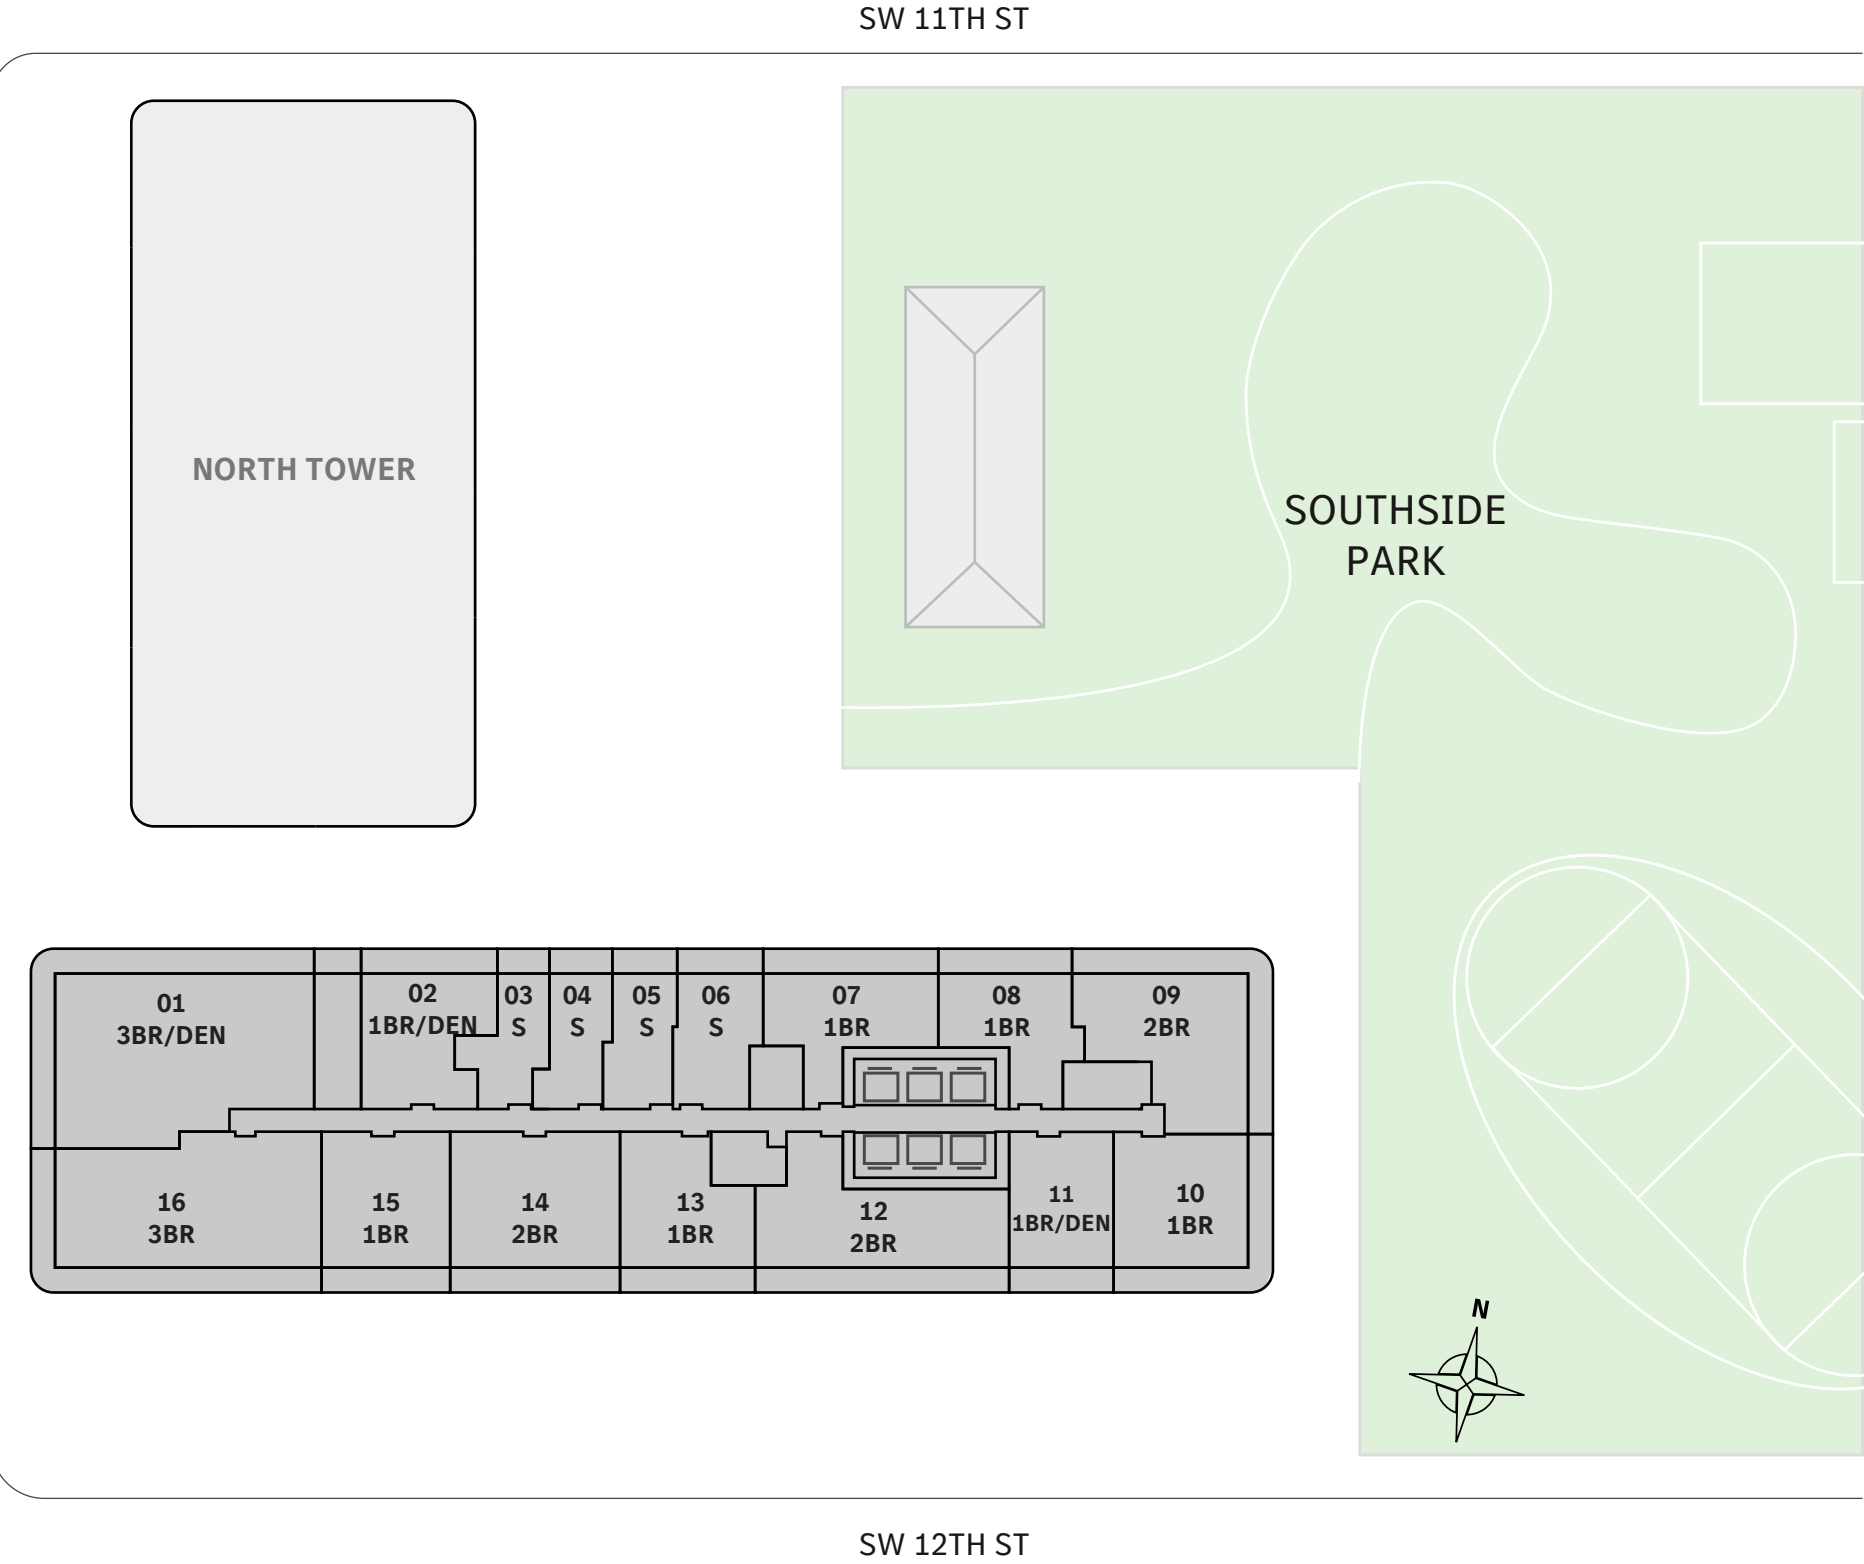 SW 11TH ST
NORTH TOWER
SOUTHSIDE
PARK
01
3BR/DEN
02
1BR/DEN
03
S
04
S
05
S
06
S
07
1BR
08
1BR
09
2BR
16
3BR
15
1BR
14
2BR
13
1BR
12
2BR
11
1BR/DEN
10
1BR
N
SW 12TH ST